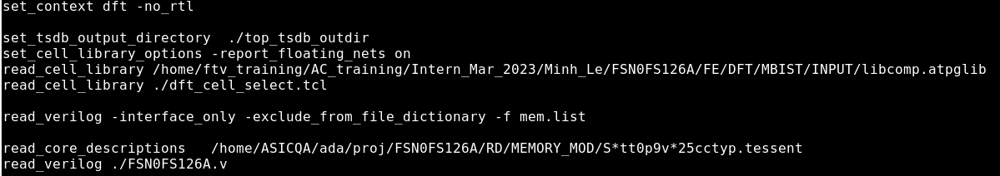 set_context dft -no_rtl
set_tsdb_output_directory  ./top_tsdb_outdir
set_cell_library_options -report_floating_nets on
read_cell_library /home/ftv_training/AC_training/Intern_Mar_2023/Minh_Le/FSN0FS126A/FE/DFT/MBIST/INPUT/libcomp.atpglib
read_cell_library ./dft_cell_select.tcl
read_verilog -interface_only -exclude_from_file_dictionary -f mem.list
read_core_descriptions   /home/ASICQA/ada/proj/FSN0FS126A/RD/MEMORY_MOD/S*tt0p9v*25cctyp.tessent
read_verilog ./FSN0FS126A.v